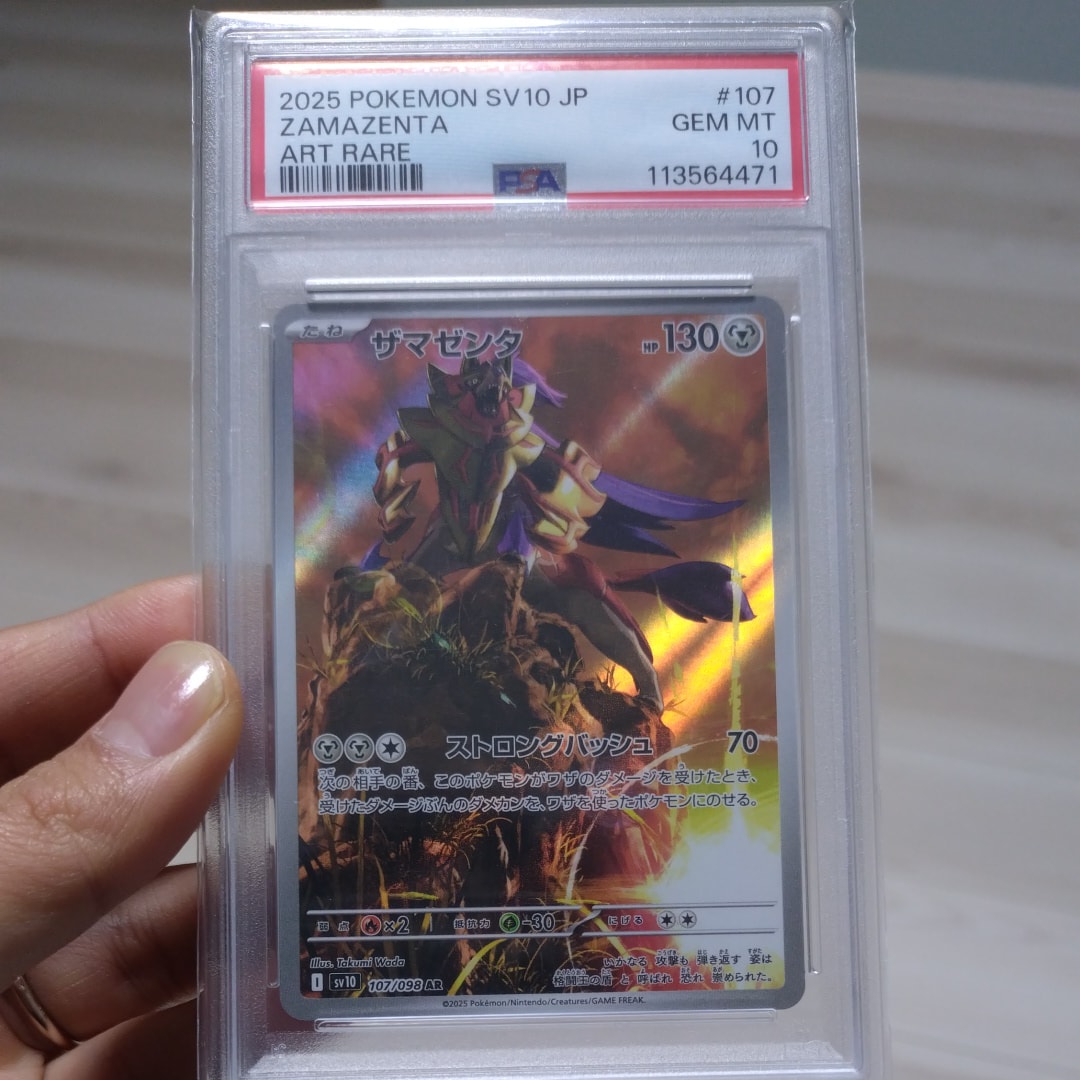 2025 POKEMON SV10 JP #107
ZAMAZENTA GEM MT
ART RARE 10
PSA 113564471
たね ザマゼンタ HP 130
ストロングバッシュ 70
次の相手の番、このポケモンがワザのダメージを受けたとき、
受けたダメージぶんのダメカンを、ワザを使ったポケモンにのせる。
弱点 ×2 抵抗力 -30 にげる
Illus. Takumi Wada
いかなる攻撃も弾き返す姿は
格闘王の盾と呼ばれ恐れ崇められた。
I sv10 107/098 AR
©2025 Pokémon/Nintendo/Creatures/GAME FREAK.